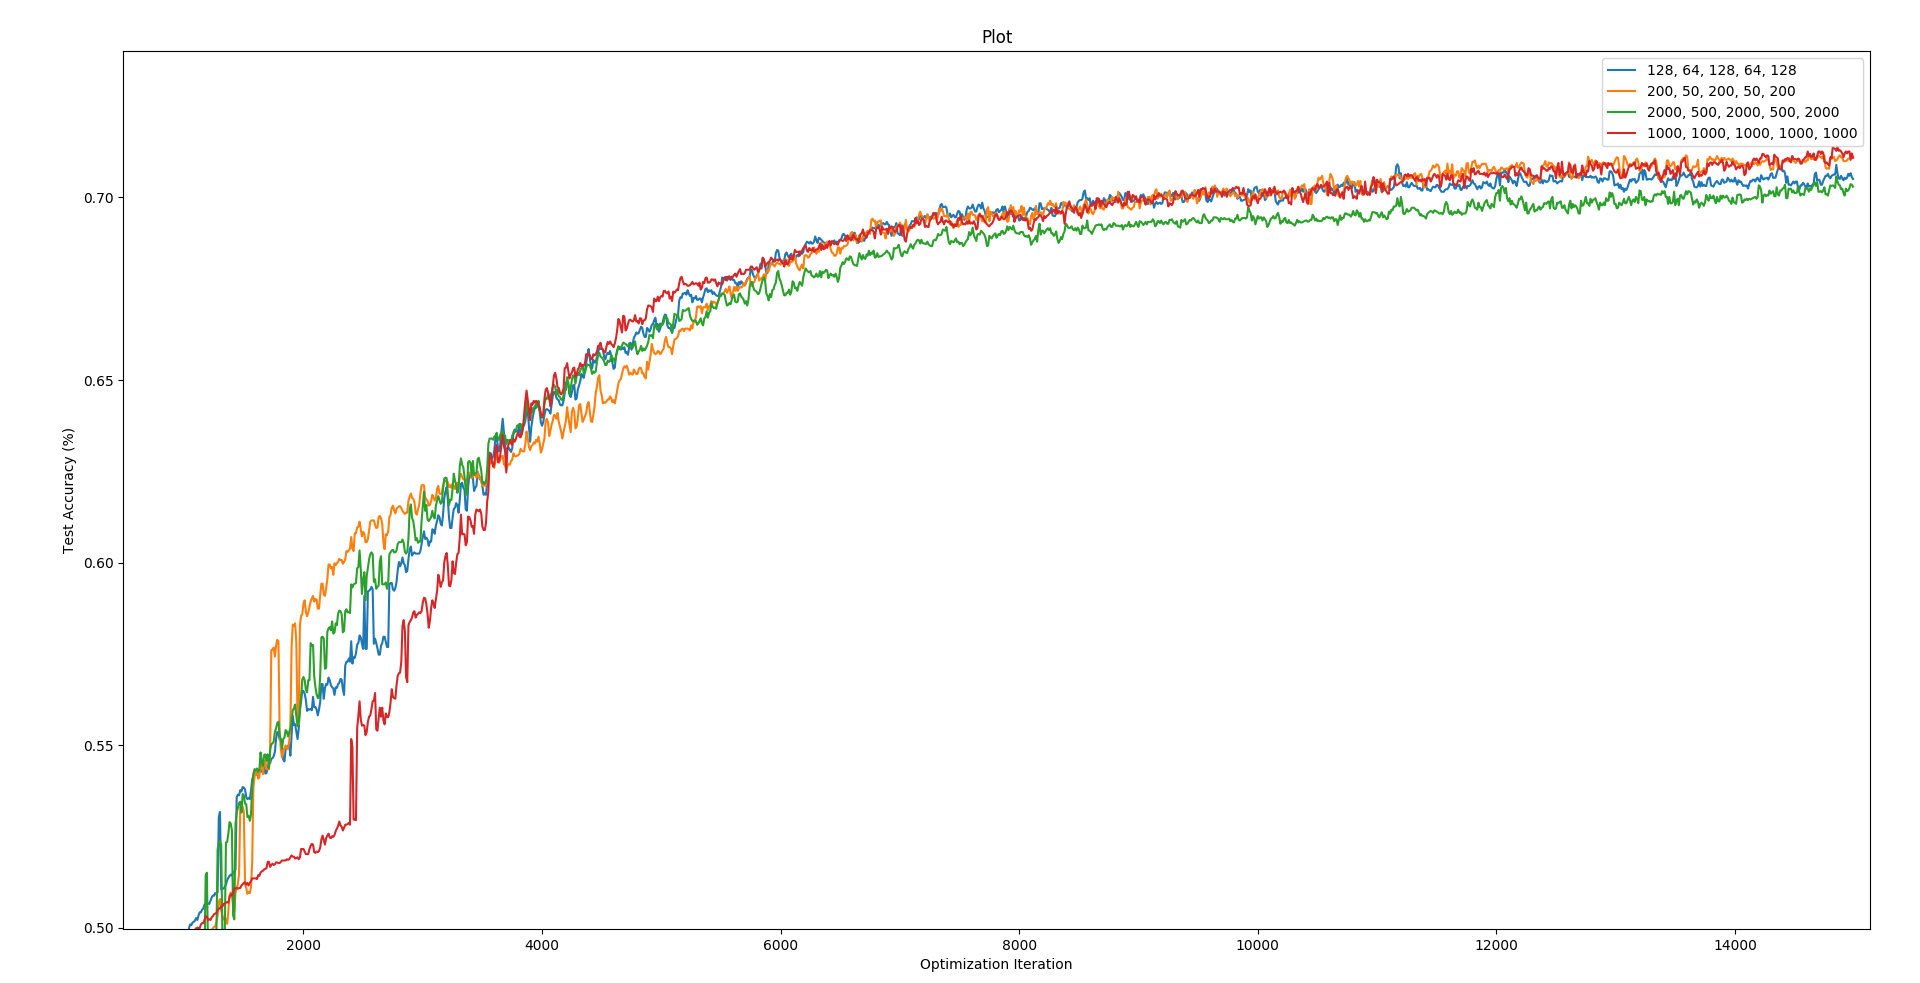 Plot
128, 64, 128, 64, 128
200, 50, 200, 50, 200
2000, 500, 2000, 500, 2000
1000, 1000, 1000, 1000, 1000
0.70
0.65
0.60
0.55
0.50
Test Accuracy (%)
2000 4000 6000 8000 10000 12000 14000
Optimization Iteration